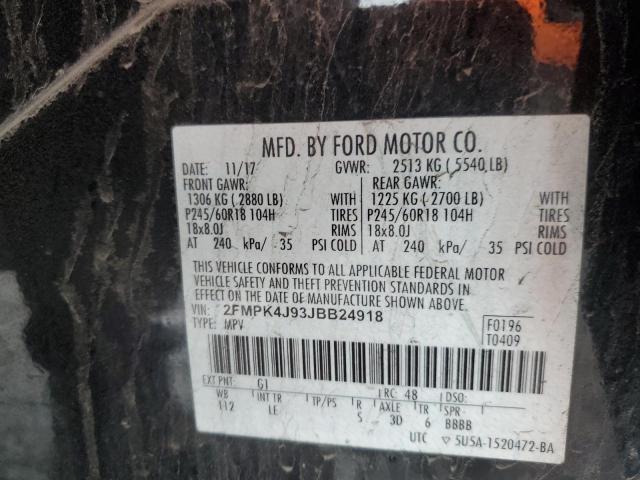 MFD. BY FORD MOTOR CO.
DATE: 11/17 GVWR: 2513 KG ( 5540 LB)
FRONT GAWR: REAR GAWR:
1306 KG ( 2880 LB) WITH 1225 KG ( 2700 LB) WITH
P245/60R18 104H TIRES P245/60R18 104H TIRES
18x8.0J RIMS 18x8.0J RIMS
AT 240 kPa/ 35 PSI COLD AT 240 kPa/ 35 PSI COLD
THIS VEHICLE CONFORMS TO ALL APPLICABLE FEDERAL MOTOR
VEHICLE SAFETY AND THEFT PREVENTION STANDARDS IN
EFFECT ON THE DATE OF MANUFACTURE SHOWN ABOVE.
VIN: 2FMPK4J93JBB24918
TYPE: MPV
F0196
T0409
EXT PNT: G1 RC: 48 DSO:
WB INT TR TP/PS R AXLE TR SPR
112 LE S 3D 6 BBBB
UTC ▽ 5U5A-1520472-BA